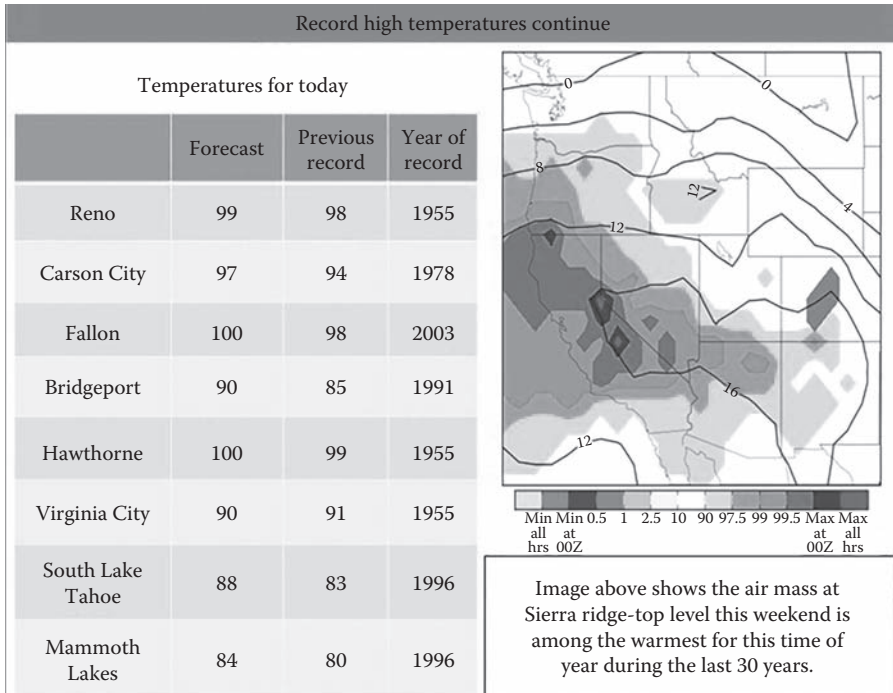 Record high temperatures continue
Temperatures for today
Forecast Previous record Year of record
Reno 99 98 1955
Carson City 97 94 1978
Fallon 100 98 2003
Bridgeport 90 85 1991
Hawthorne 100 99 1955
Virginia City 90 91 1955
South Lake Tahoe 88 83 1996
Mammoth Lakes 84 80 1996
0 0
8
12
4
12
16
12
Min all hrs Min at 00Z 0.5 1 2.5 10 90 97.5 99 99.5 Max at 00Z Max all hrs
Image above shows the air mass at
Sierra ridge-top level this weekend is
among the warmest for this time of
year during the last 30 years.